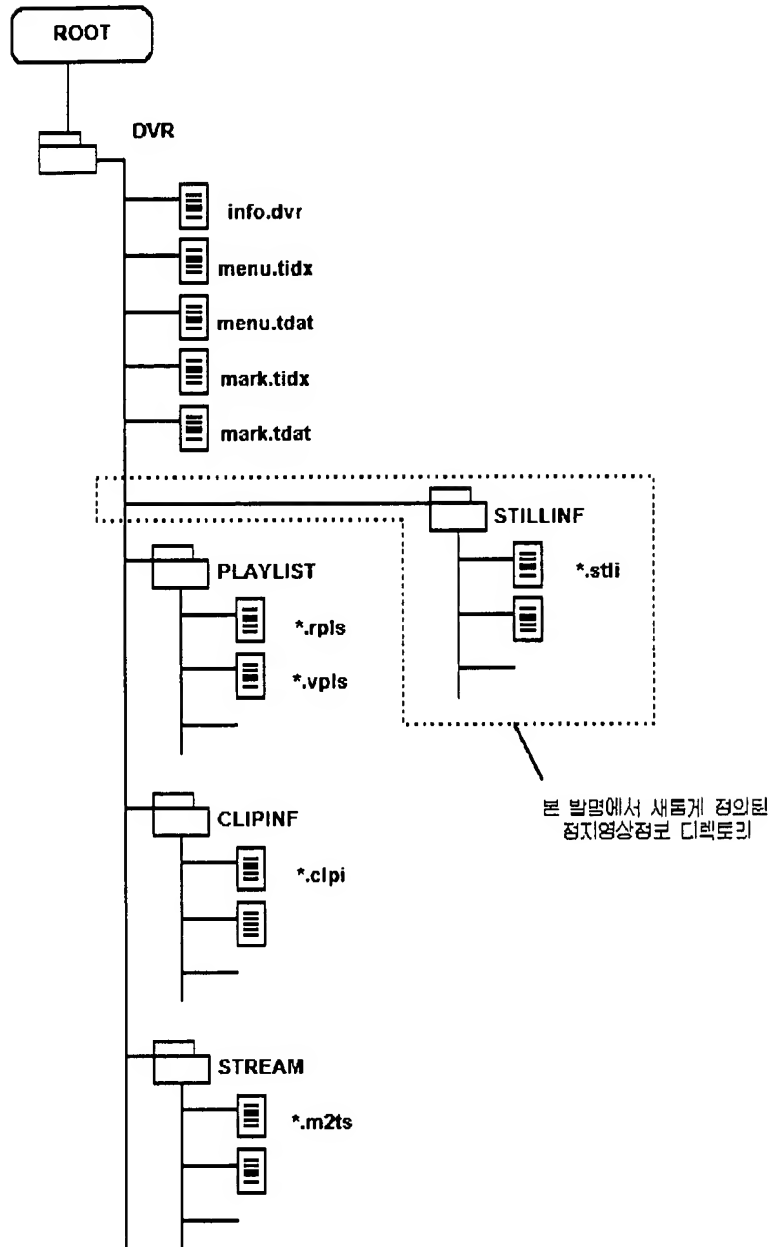 ROOT
DVR
info.dvr
menu.tidx
menu.tdat
mark.tidx
mark.tdat
STILLINF
*.stli
PLAYLIST
*.rpls
*.vpls
본 발명에서 새롭게 정의된
정지영상정보 디렉토리
CLIPINF
*.clpi
STREAM
*.m2ts